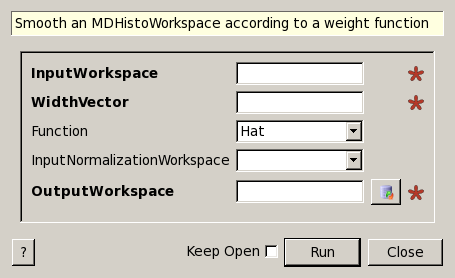 Smooth an MDHistoWorkspace according to a weight function
InputWorkspace
WidthVector
Function Hat
InputNormalizationWorkspace
OutputWorkspace
? Keep Open Run Close